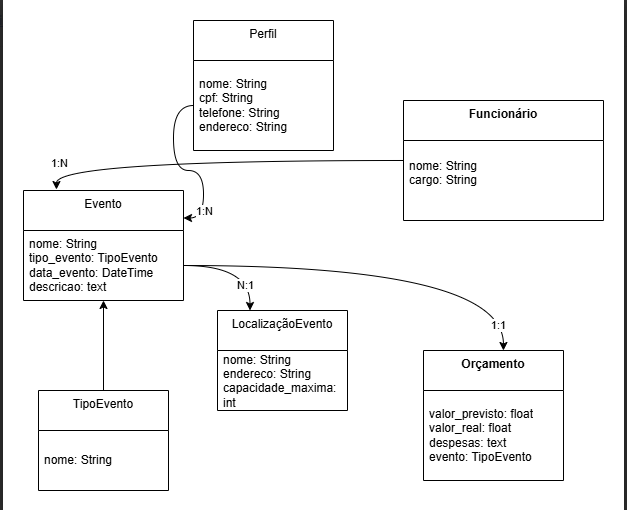 Perfil
nome: String
cpf: String
telefone: String
endereco: String
Funcionário
nome: String
cargo: String
1:N
1:N
Evento
nome: String
tipo_evento: TipoEvento
data_evento: DateTime
descricao: text
N:1
LocalizaçãoEvento
nome: String
endereco: String
capacidade_maxima:
int
1:1
Orçamento
valor_previsto: float
valor_real: float
despesas: text
evento: TipoEvento
TipoEvento
nome: String